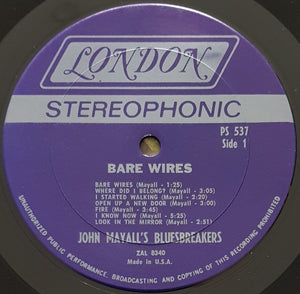 LONDON
STEREOPHONIC
PS 537
Side 1
BARE WIRES
BARE WIRES (Mayall - 1:25)
WHERE DID I BELONG? (Mayall - 3:05)
I STARTED WALKING (Mayall - 2:20)
OPEN UP A NEW DOOR (Mayall - 3:00)
FIRE (Mayall - 2:45)
I KNOW NOW (Mayall - 5:25)
LOOK IN THE MIRROR (Mayall - 2:51)
JOHN MAYALL'S BLUESBREAKERS
ZAL 8340
Made in U.S.A.
UNAUTHORIZED PUBLIC PERFORMANCE, BROADCASTING AND COPYING OF THIS RECORD PROHIBITED